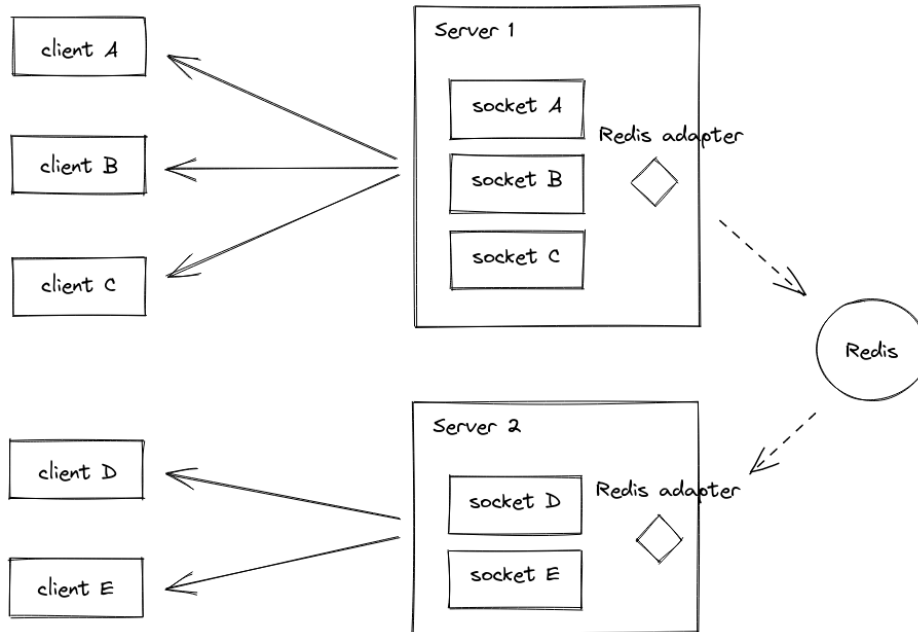 client A
client B
client C
Server 1
socket A
socket B
socket C
Redis adapter
Redis
client D
client E
Server 2
socket D
socket E
Redis adapter